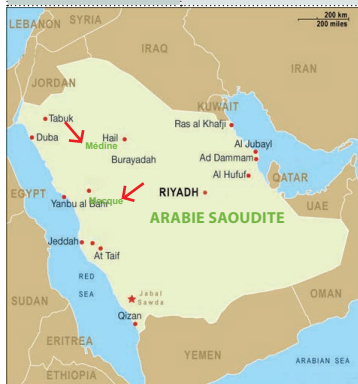 LEBANON
SYRIA
200 km
200 miles
IRAQ
IRAN
JORDAN
KUWAIT
Tabuk
Ras al Khafji
Duba
Hail
Médine
Al Jubayl
Burayadah
Ad Dammam
Al Hufuf
QATAR
EGYPT
RIYADH
Yanbu al Bahr
Mecque
UAE
ARABIE SAOUDITE
Jeddah
At Taif
RED
SEA
Jabal
Sawda
OMAN
SUDAN
Qizan
ERITREA
YEMEN
ARABIAN SEA
ETHIOPIA